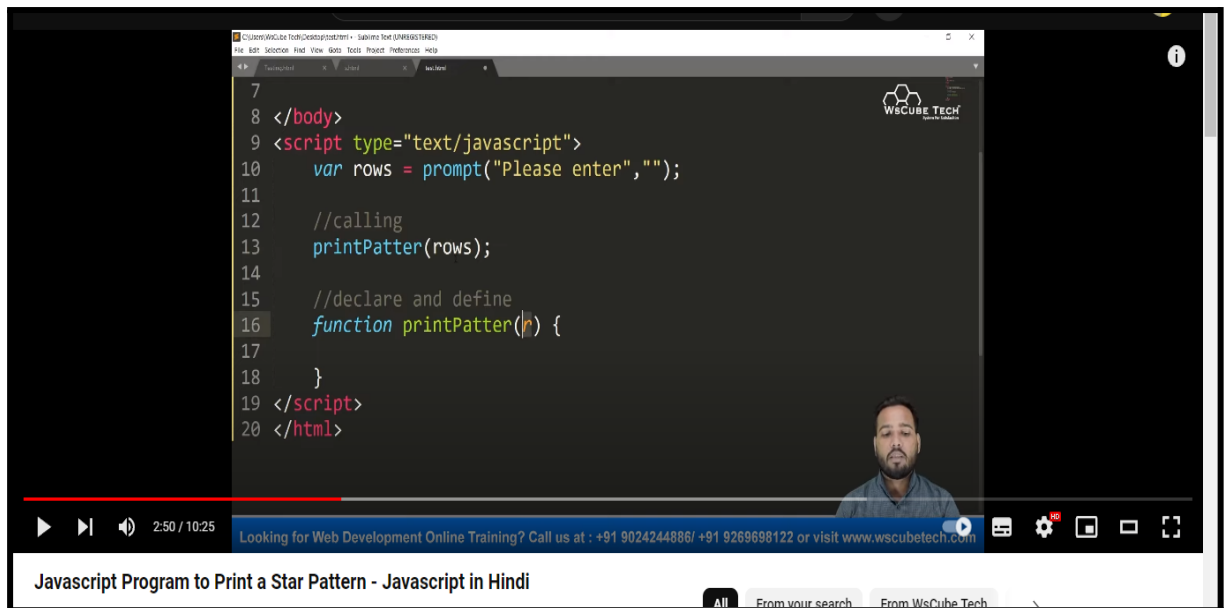 C:\Users\WsCube Tech\Desktop\test.html • - Sublime Text (UNREGISTERED)
File Edit Selection Find View Goto Tools Project Preferences Help
test.html
7
8 </body>
9 <script type="text/javascript">
10 var rows = prompt("Please enter","");
11
12 //calling
13 printPatter(rows);
14
15 //declare and define
16 function printPatter(r) {
17
18 }
19 </script>
20 </html>
WsCube Tech
2:50 / 10:25
HD
Looking for Web Development Online Training? Call us at : +91 9024244886/ +91 9269698122 or visit www.wscubetech.com
Javascript Program to Print a Star Pattern - Javascript in Hindi
All From your search From WsCube Tech